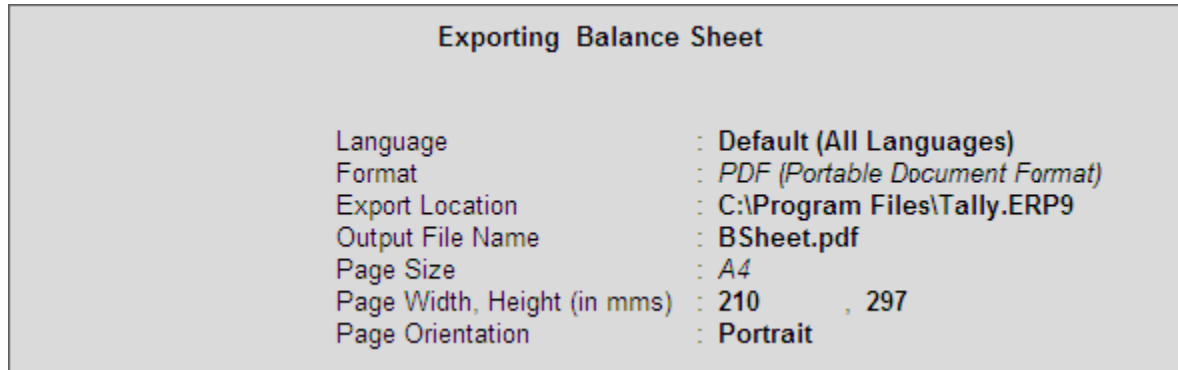 Exporting Balance Sheet
Language : Default (All Languages)
Format : PDF (Portable Document Format)
Export Location : C:\Program Files\Tally.ERP9
Output File Name : BSheet.pdf
Page Size : A4
Page Width, Height (in mms) : 210 , 297
Page Orientation : Portrait